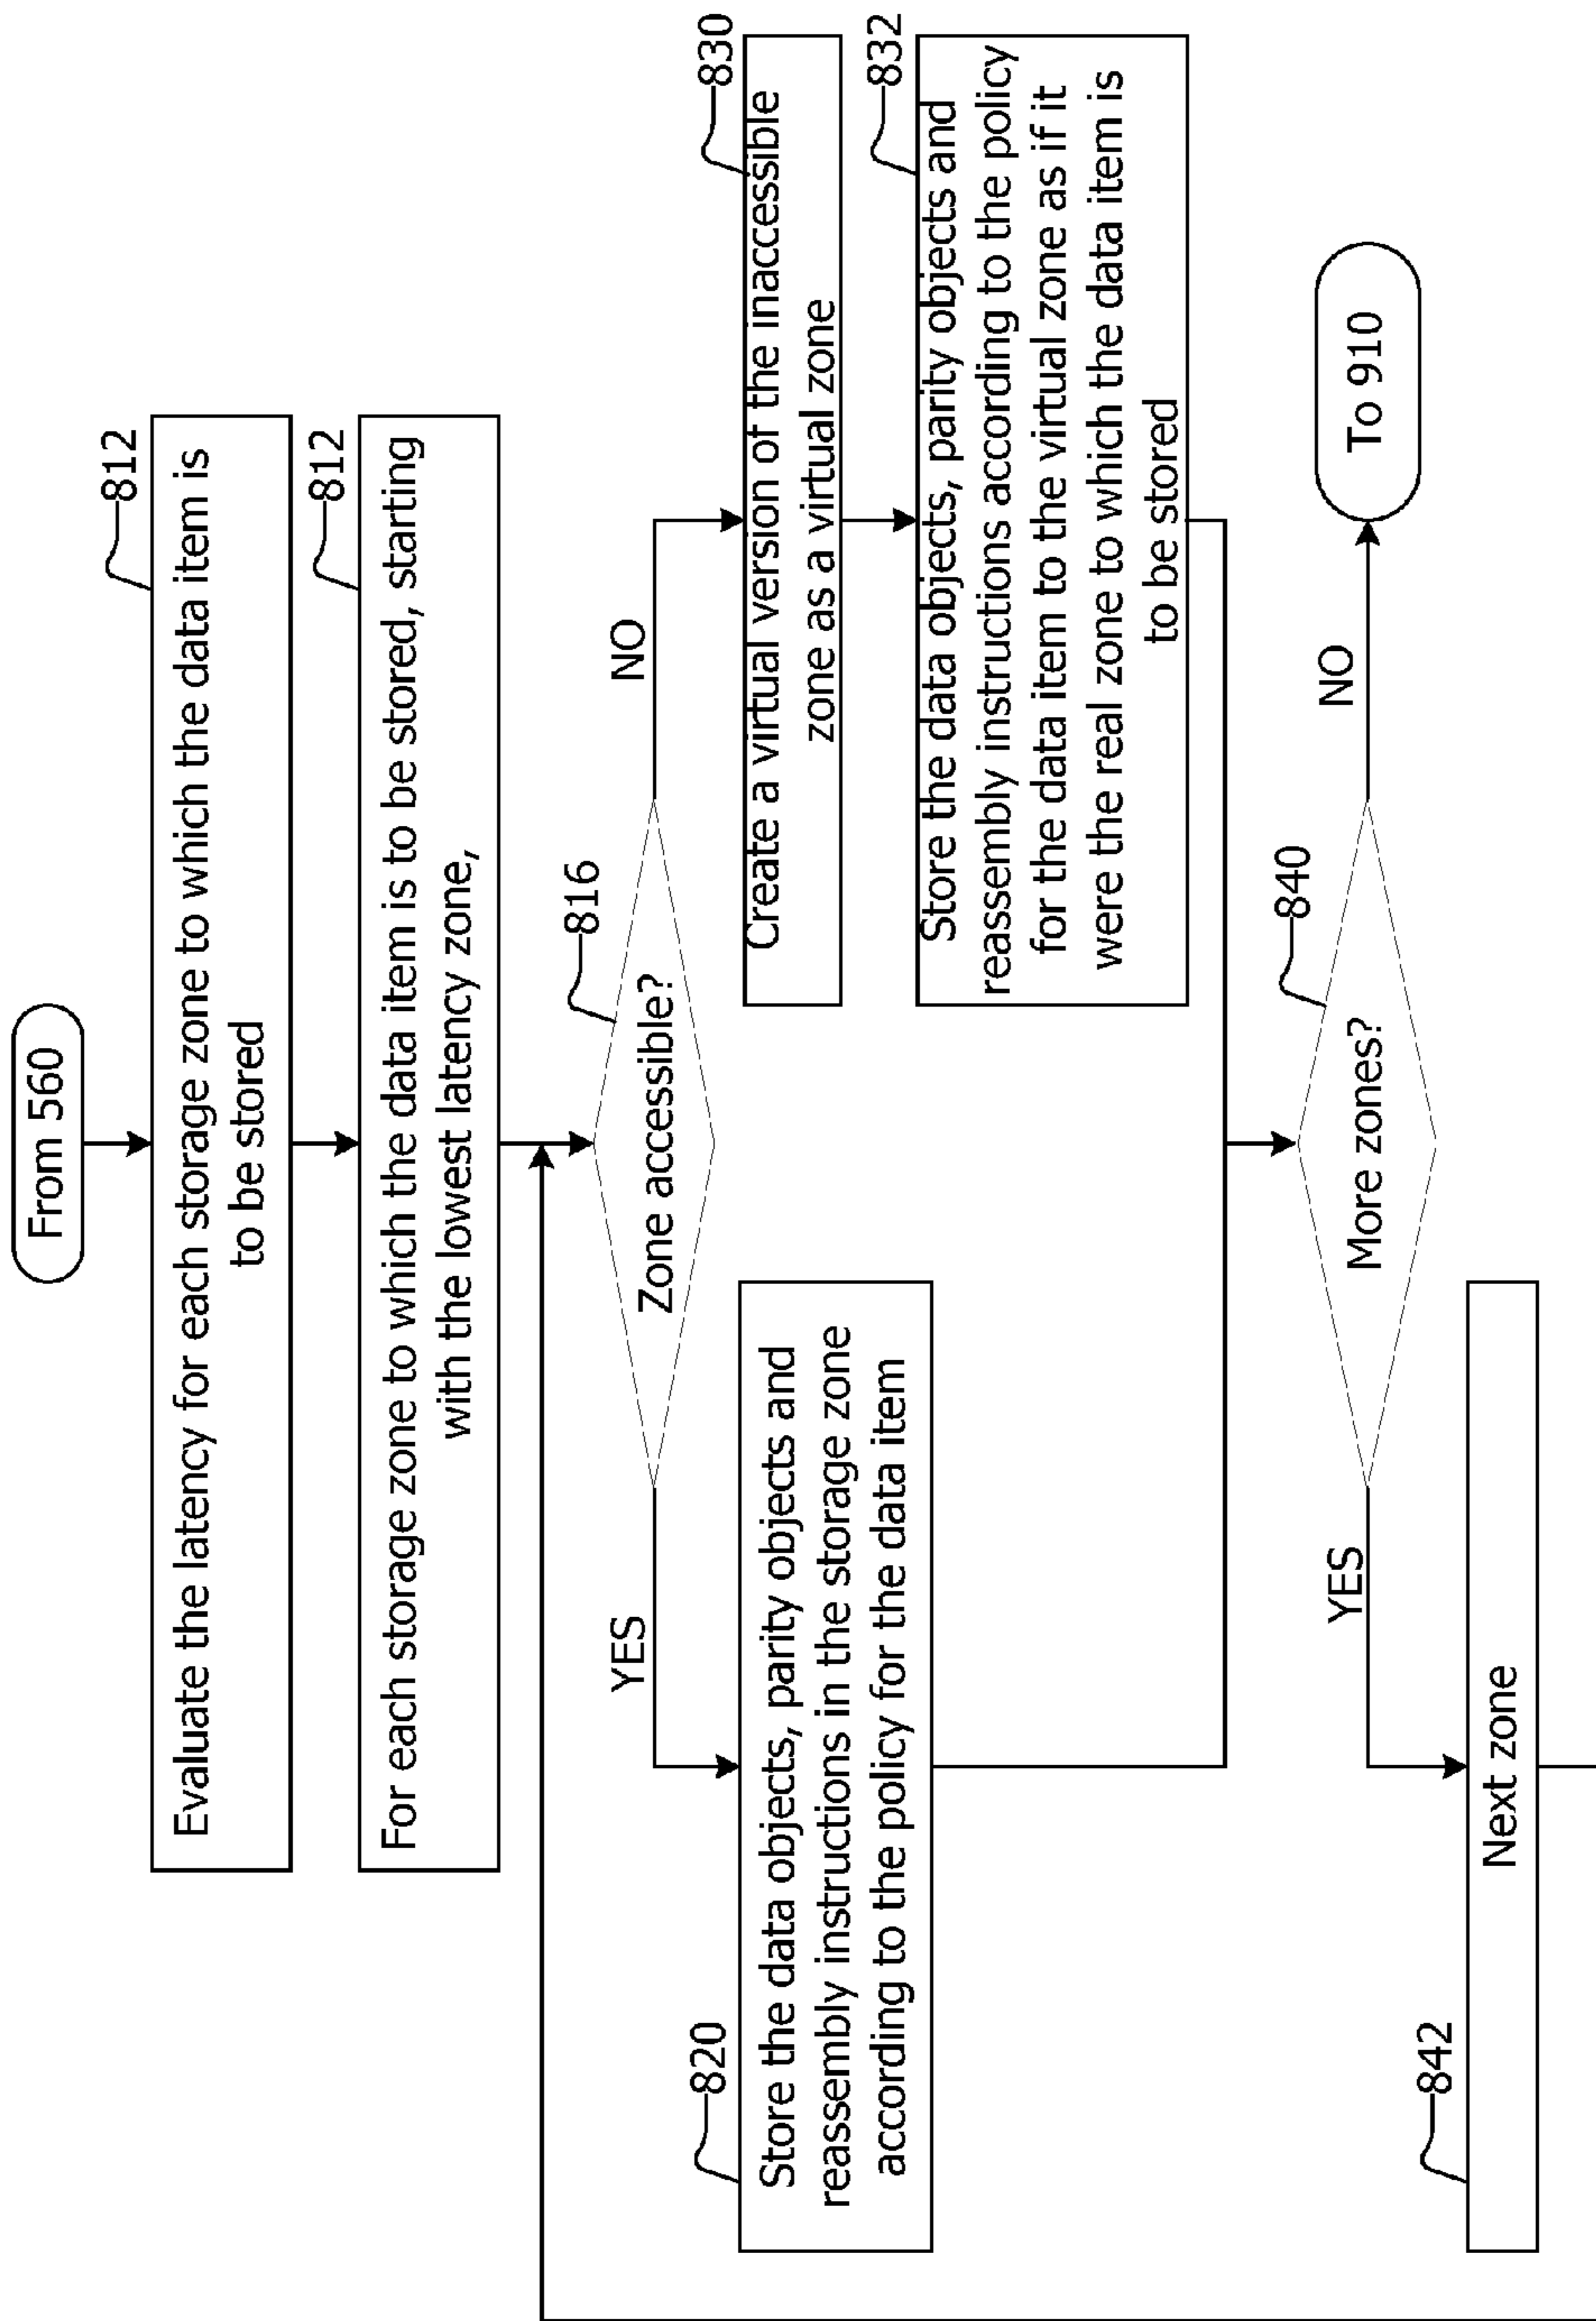 From 560
812
Evaluate the latency for each storage zone to which the data item is
to be stored
812
For each storage zone to which the data item is to be stored, starting
with the lowest latency zone,
816
Zone accessible?
YES
NO
820
Store the data objects, parity objects and
reassembly instructions in the storage zone
according to the policy for the data item
830
Create a virtual version of the inaccessible
zone as a virtual zone
832
Store the data objects, parity objects and
reassembly instructions according to the policy
for the data item to the virtual zone as if it
were the real zone to which the data item is
to be stored
840
More zones?
YES
NO
842
Next zone
To 910